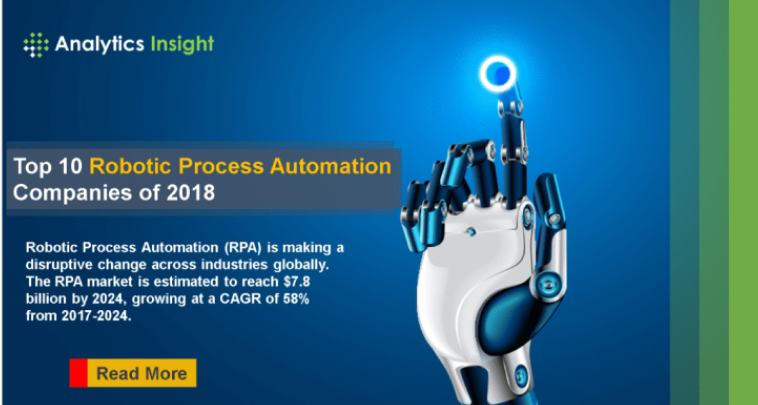 Analytics Insight
Top 10 Robotic Process Automation
Companies of 2018
Robotic Process Automation (RPA) is making a
disruptive change across industries globally.
The RPA market is estimated to reach $7.8
billion by 2024, growing at a CAGR of 58%
from 2017-2024.
Read More